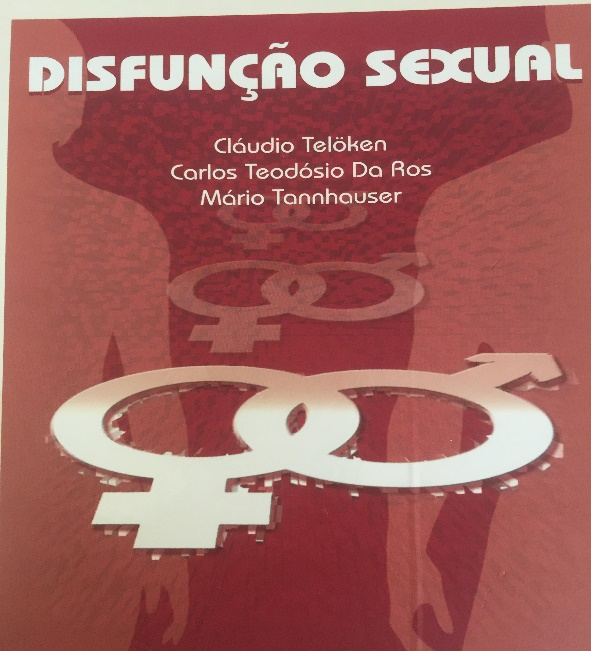 DISFUNÇÃO SEXUAL
Cláudio Telöken
Carlos Teodósio Da Ros
Mário Tannhauser